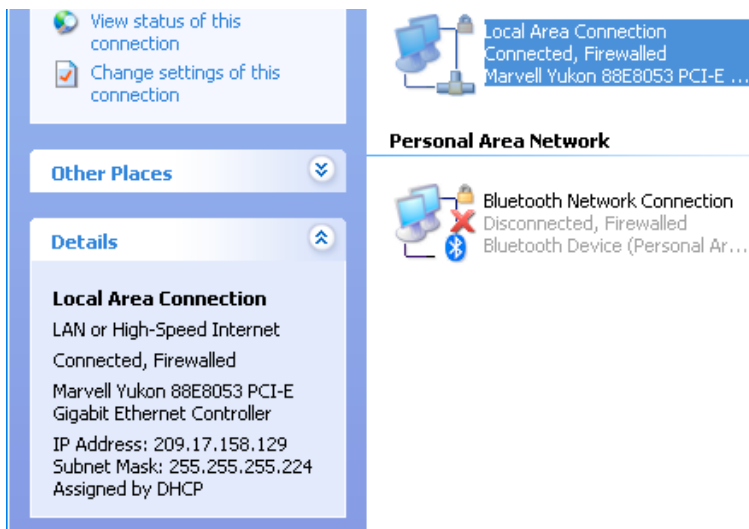 View status of this
connection
Change settings of this
connection
Other Places
Details
Local Area Connection
LAN or High-Speed Internet
Connected, Firewalled
Marvell Yukon 88E8053 PCI-E
Gigabit Ethernet Controller
IP Address: 209.17.158.129
Subnet Mask: 255.255.255.224
Assigned by DHCP
Local Area Connection
Connected, Firewalled
Marvell Yukon 88E8053 PCI-E ...
Personal Area Network
Bluetooth Network Connection
Disconnected, Firewalled
Bluetooth Device (Personal Ar...